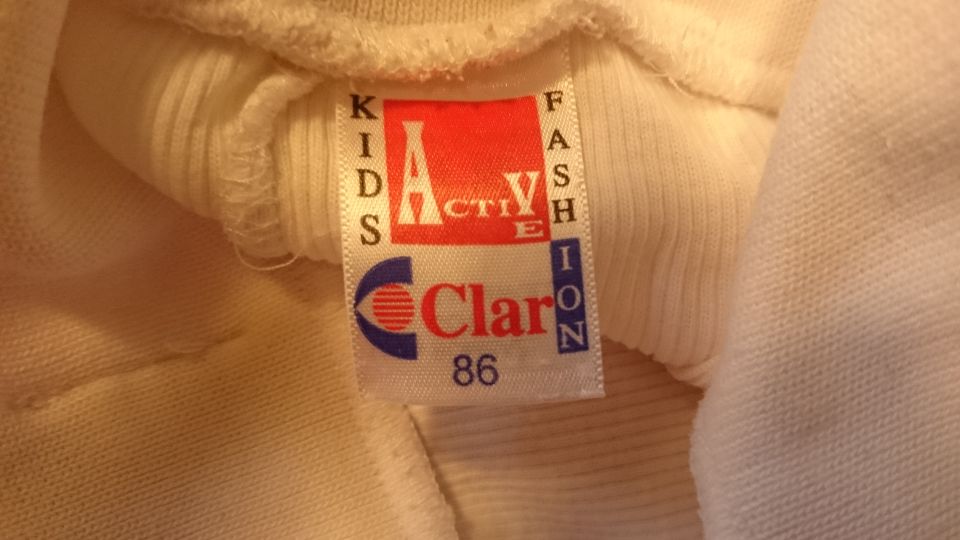 KIDS
ACTIVE
FASHION
Clar
86